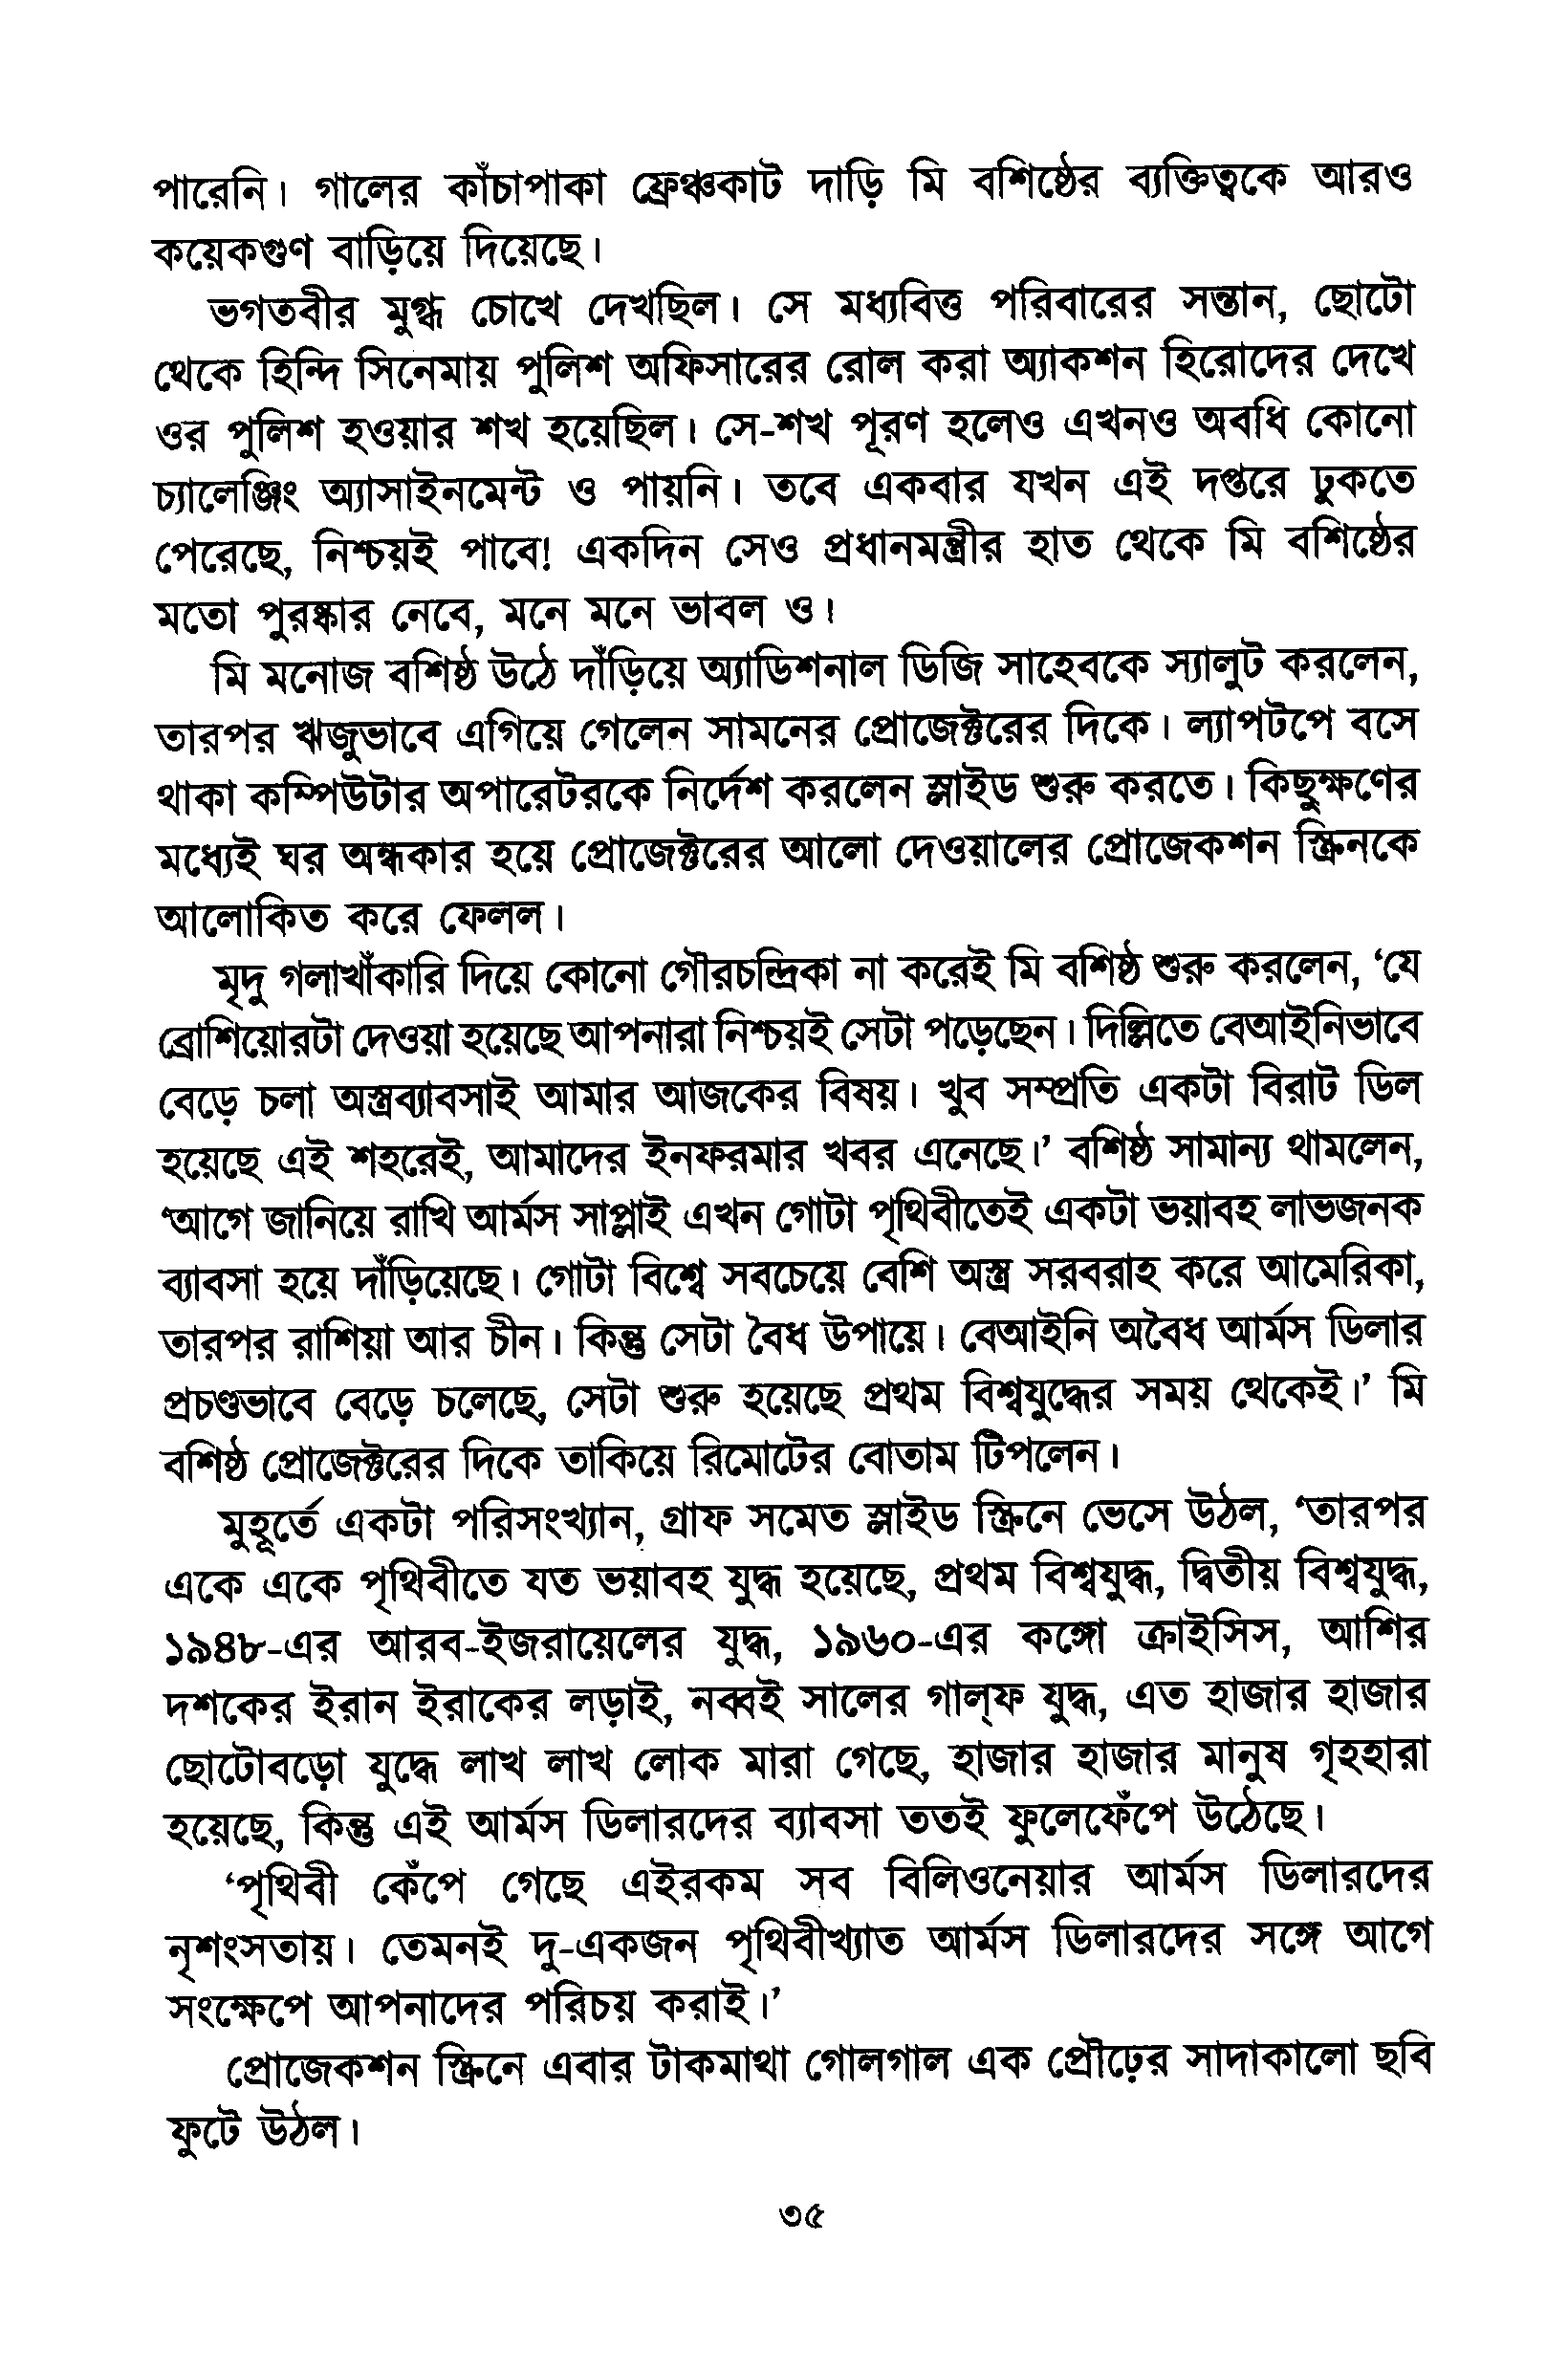 পারেনি। গালের কাঁচাপাকা ফ্রেঞ্চকাট দাড়ি মি বশিষ্ঠের ব্যক্তিত্বকে আরও
কয়েকগুণ বাড়িয়ে দিয়েছে।
ভগতবীর মুগ্ধ চোখে দেখছিল। সে মধ্যবিত্ত পরিবারের সন্তান, ছোটো
থেকে হিন্দি সিনেমায় পুলিশ অফিসারের রোল করা অ্যাকশন হিরোদের দেখে
ওর পুলিশ হওয়ার শখ হয়েছিল। সে-শখ পূরণ হলেও এখনও অবধি কোনো
চ্যালেঞ্জিং অ্যাসাইনমেন্ট ও পায়নি। তবে একবার যখন এই দপ্তরে ঢুকতে
পেরেছে, নিশ্চয়ই পাবে! একদিন সেও প্রধানমন্ত্রীর হাত থেকে মি বশিষ্ঠের
মতো পুরষ্কার নেবে, মনে মনে ভাবল ও।
মি মনোজ বশিষ্ঠ উঠে দাঁড়িয়ে অ্যাডিশনাল ডিজি সাহেবকে স্যালুট করলেন,
তারপর ঋজুভাবে এগিয়ে গেলেন সামনের প্রোজেক্টরের দিকে। ল্যাপটপে বসে
থাকা কম্পিউটার অপারেটরকে নির্দেশ করলেন স্লাইড শুরু করতে। কিছুক্ষণের
মধ্যেই ঘর অন্ধকার হয়ে প্রোজেক্টরের আলো দেওয়ালের প্রোজেকশন স্ক্রিনকে
আলোকিত করে ফেলল।
মৃদু গলাখাঁকারি দিয়ে কোনো গৌরচন্দ্রিকা না করেই মি বশিষ্ঠ শুরু করলেন, ‘যে
ব্রোশিয়োরটা দেওয়া হয়েছে আপনারা নিশ্চয়ই সেটা পড়েছেন। দিল্লিতে বেআইনিভাবে
বেড়ে চলা অস্ত্রব্যাবসাই আমার আজকের বিষয়। খুব সম্প্রতি একটা বিরাট ডিল
হয়েছে এই শহরেই, আমাদের ইনফরমার খবর এনেছে।’ বশিষ্ঠ সামান্য থামলেন,
‘আগে জানিয়ে রাখি আর্মস সাপ্লাই এখন গোটা পৃথিবীতেই একটা ভয়াবহ লাভজনক
ব্যাবসা হয়ে দাঁড়িয়েছে। গোটা বিশ্বে সবচেয়ে বেশি অস্ত্র সরবরাহ করে আমেরিকা,
তারপর রাশিয়া আর চীন। কিন্তু সেটা বৈধ উপায়ে। বেআইনি অবৈধ আর্মস ডিলার
প্রচণ্ডভাবে বেড়ে চলেছে, সেটা শুরু হয়েছে প্রথম বিশ্বযুদ্ধের সময় থেকেই।’ মি
বশিষ্ঠ প্রোজেক্টরের দিকে তাকিয়ে রিমোটের বোতাম টিপলেন।
মুহূর্তে একটা পরিসংখ্যান, গ্রাফ সমেত স্লাইড স্ক্রিনে ভেসে উঠল, ‘তারপর
একে একে পৃথিবীতে যত ভয়াবহ যুদ্ধ হয়েছে, প্রথম বিশ্বযুদ্ধ, দ্বিতীয় বিশ্বযুদ্ধ,
১৯৪৮-এর আরব-ইজরায়েলের যুদ্ধ, ১৯৬০-এর কঙ্গো ক্রাইসিস, আশির
দশকের ইরান ইরাকের লড়াই, নব্বই সালের গাল্‌ফ যুদ্ধ, এত হাজার হাজার
ছোটোবড়ো যুদ্ধে লাখ লাখ লোক মারা গেছে, হাজার হাজার মানুষ গৃহহারা
হয়েছে, কিন্তু এই আর্মস ডিলারদের ব্যাবসা ততই ফুলেফেঁপে উঠেছে।
‘পৃথিবী কেঁপে গেছে এইরকম সব বিলিওনেয়ার আর্মস ডিলারদের
নৃশংসতায়। তেমনই দু-একজন পৃথিবীখ্যাত আর্মস ডিলারদের সঙ্গে আগে
সংক্ষেপে আপনাদের পরিচয় করাই।’
প্রোজেকশন স্ক্রিনে এবার টাকমাথা গোলগাল এক প্রৌঢ়ের সাদাকালো ছবি
ফুটে উঠল।
৩৫